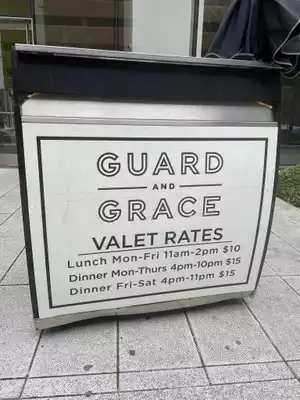 GUARD
AND
GRACE
VALET RATES
Lunch Mon-Fri 11am-2pm $10
Dinner Mon-Thurs 4pm-10pm $15
Dinner Fri-Sat 4pm-11pm $15